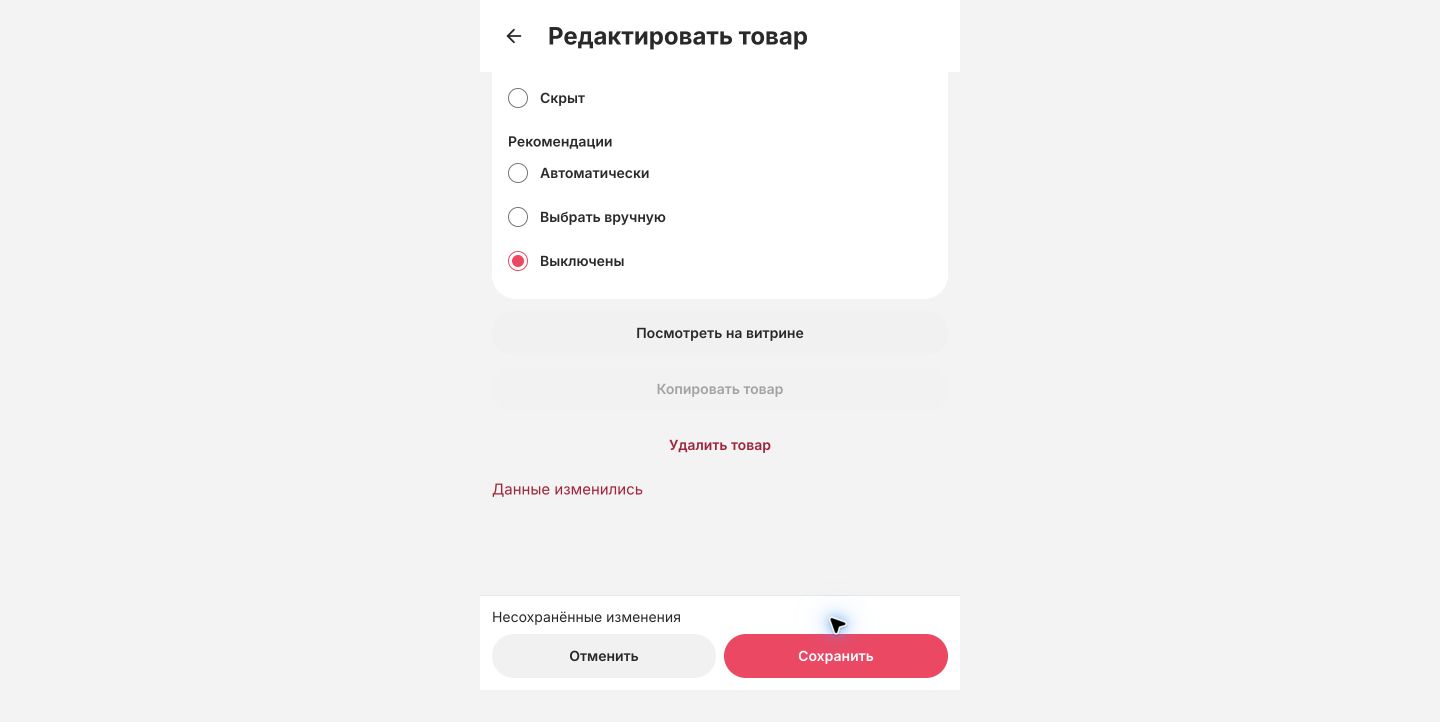 Редактировать товар
Скрыт
Рекомендации
Автоматически
Выбрать вручную
Выключены
Посмотреть на витрине
Копировать товар
Удалить товар
Данные изменились
Несохранённые изменения
Отменить
Сохранить